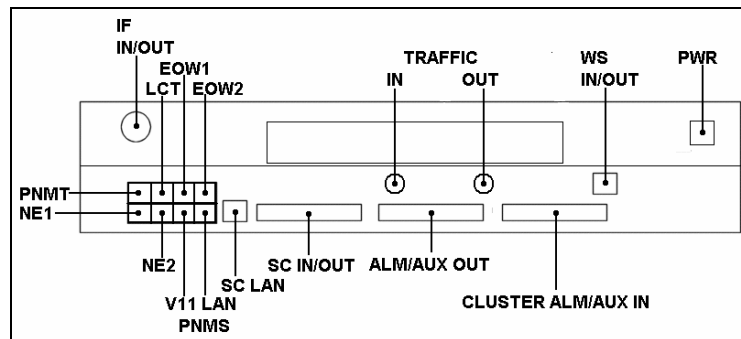 IF
IN/OUT
EOW1
LCT
EOW2
TRAFFIC
IN
OUT
WS
IN/OUT
PWR
PNMT
NE1
NE2
V11 LAN
PNMS
SC LAN
SC IN/OUT
ALM/AUX OUT
CLUSTER ALM/AUX IN